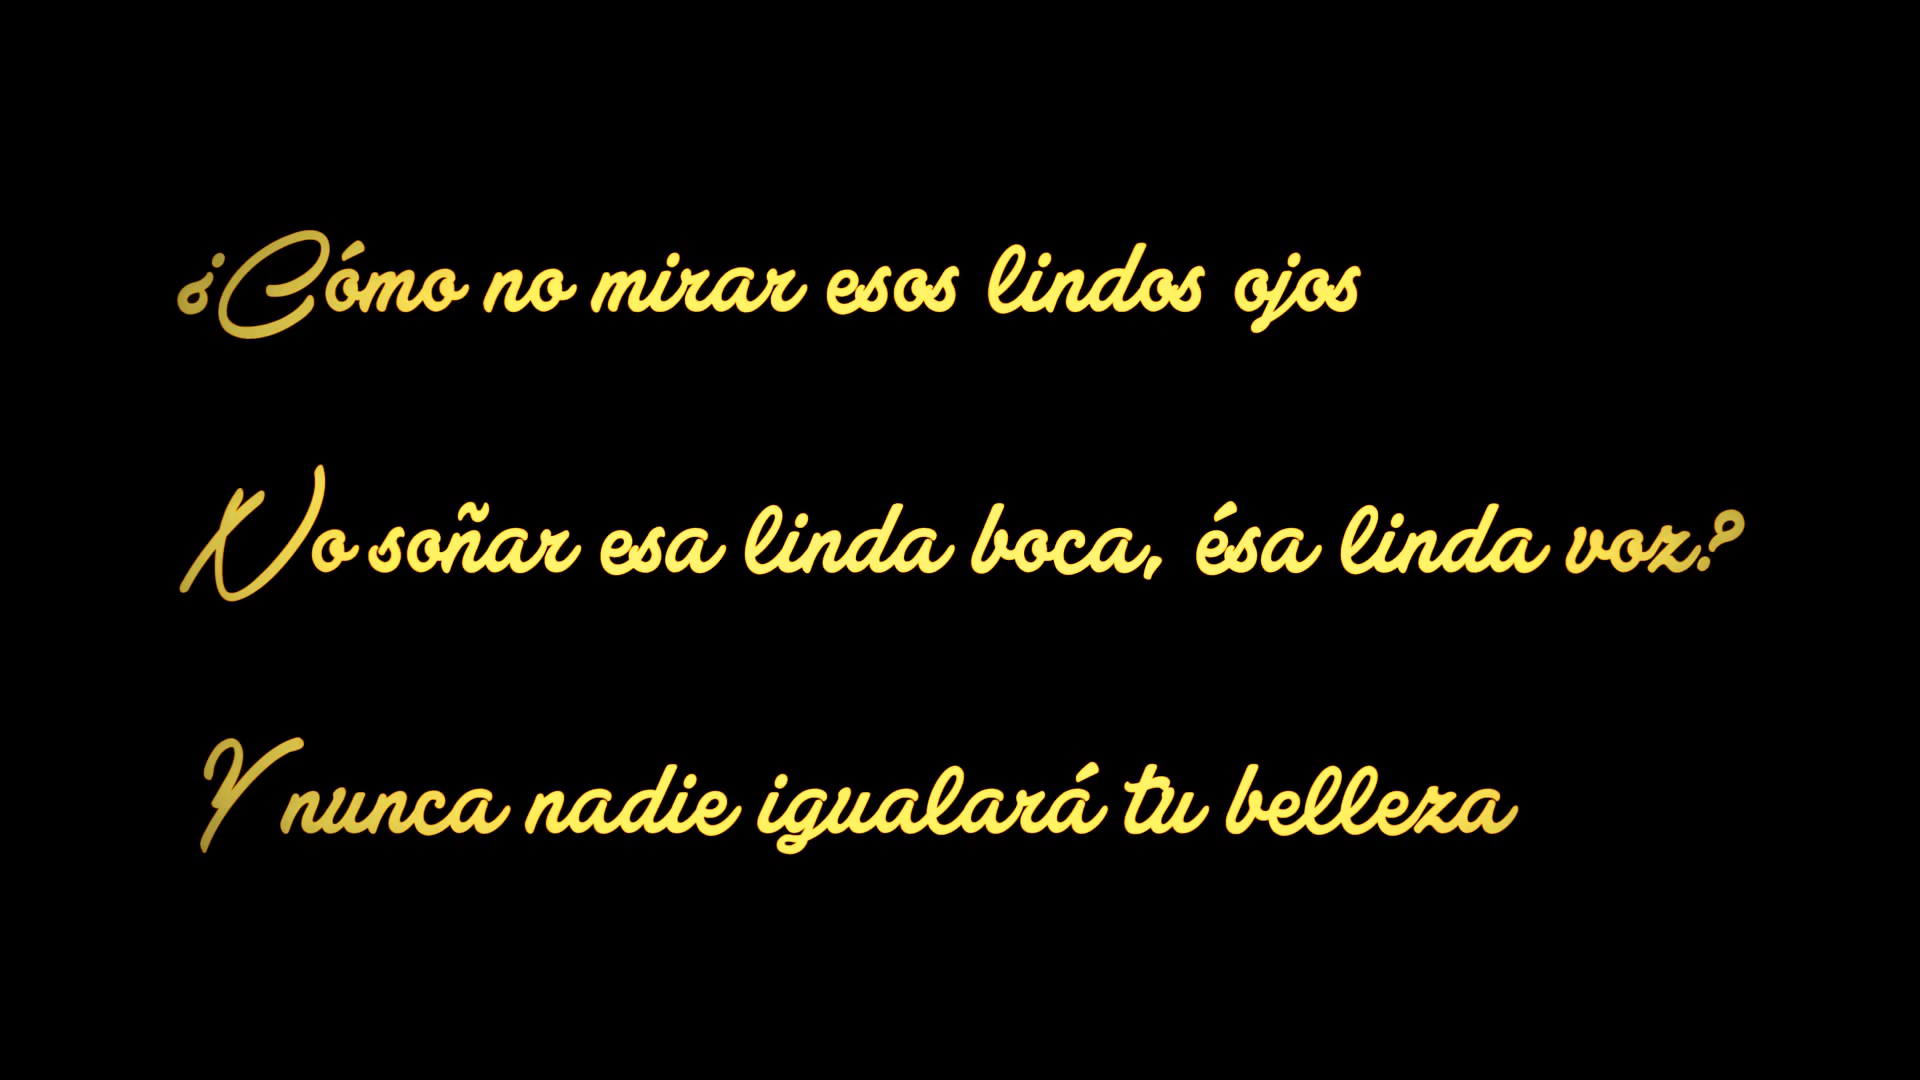 ¿Cómo no mirar esos lindos ojos
No soñar esa linda boca, ésa linda voz?
Y nunca nadie igualará tu belleza